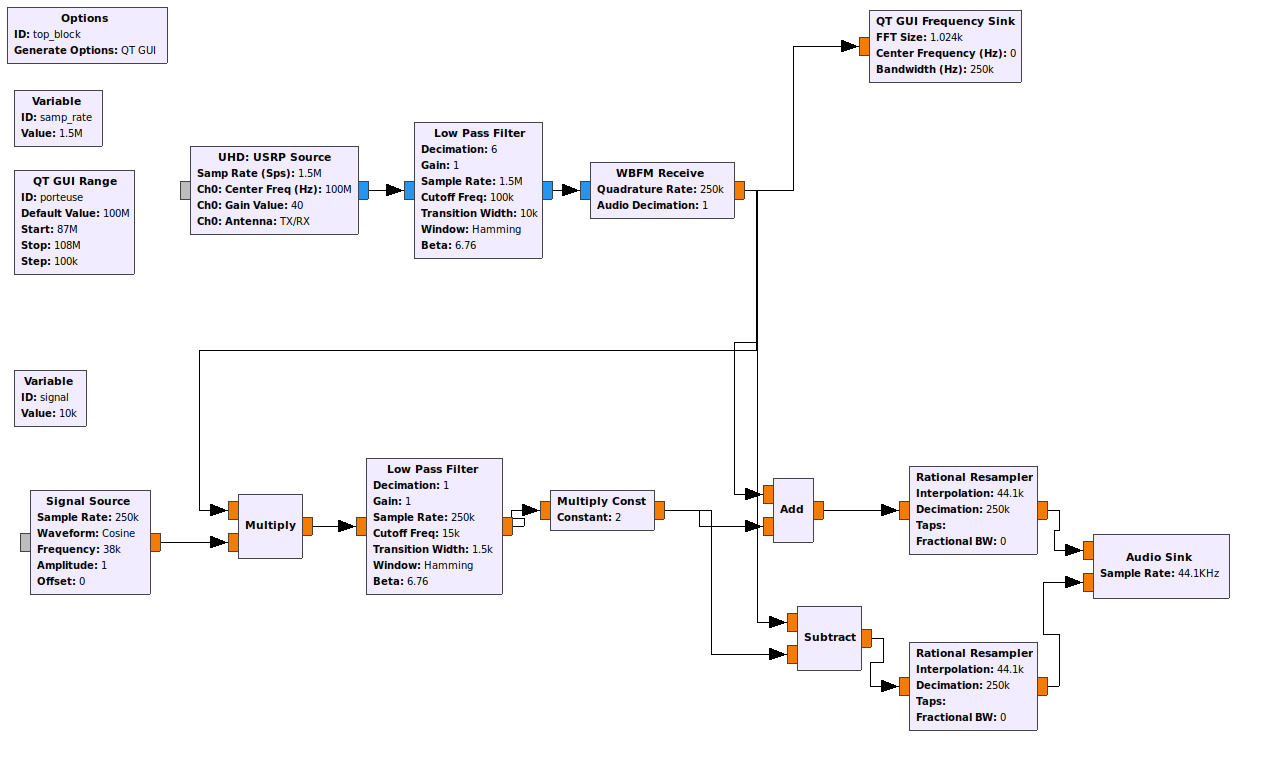 Options
ID: top_block
Generate Options: QT GUI
Variable
ID: samp_rate
Value: 1.5M
QT GUI Range
ID: porteuse
Default Value: 100M
Start: 87M
Stop: 108M
Step: 100k
UHD: USRP Source
Samp Rate (Sps): 1.5M
Ch0: Center Freq (Hz): 100M
Ch0: Gain Value: 40
Ch0: Antenna: TX/RX
Low Pass Filter
Decimation: 6
Gain: 1
Sample Rate: 1.5M
Cutoff Freq: 100k
Transition Width: 10k
Window: Hamming
Beta: 6.76
WBFM Receive
Quadrature Rate: 250k
Audio Decimation: 1
QT GUI Frequency Sink
FFT Size: 1.024k
Center Frequency (Hz): 0
Bandwidth (Hz): 250k
Variable
ID: signal
Value: 10k
Signal Source
Sample Rate: 250k
Waveform: Cosine
Frequency: 38k
Amplitude: 1
Offset: 0
Multiply
Low Pass Filter
Decimation: 1
Gain: 1
Sample Rate: 250k
Cutoff Freq: 15k
Transition Width: 1.5k
Window: Hamming
Beta: 6.76
Multiply Const
Constant: 2
Add
Subtract
Rational Resampler
Interpolation: 44.1k
Decimation: 250k
Taps:
Fractional BW: 0
Rational Resampler
Interpolation: 44.1k
Decimation: 250k
Taps:
Fractional BW: 0
Audio Sink
Sample Rate: 44.1KHz